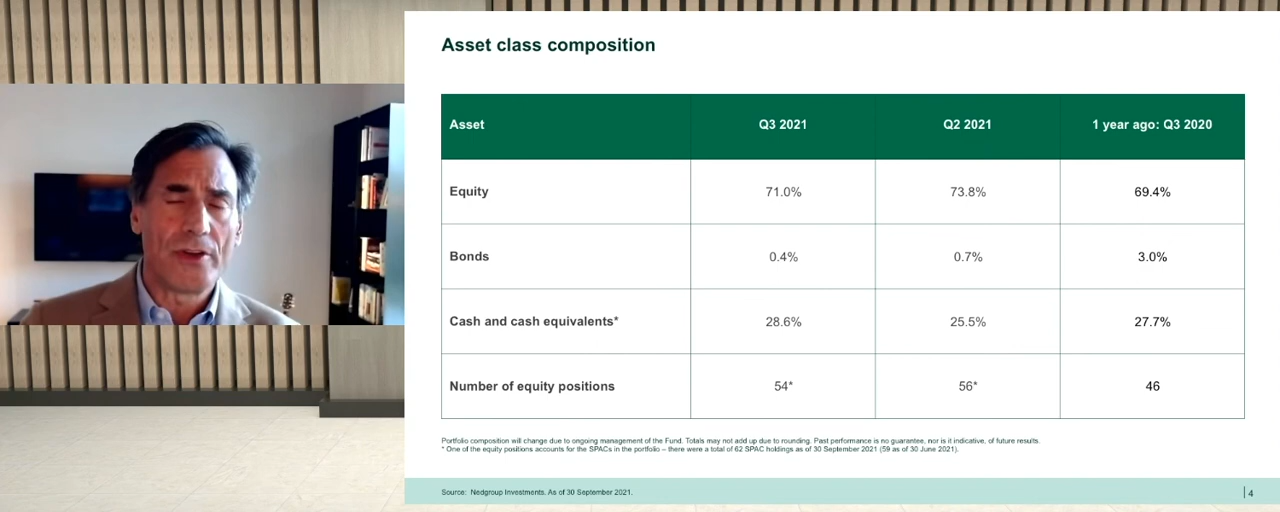 Asset class composition
Asset Q3 2021 Q2 2021 1 year ago: Q3 2020
Equity 71.0% 73.8% 69.4%
Bonds 0.4% 0.7% 3.0%
Cash and cash equivalents* 28.6% 25.5% 27.7%
Number of equity positions 54* 56* 46
Portfolio composition will change due to ongoing management of the Fund. Totals may not add up due to rounding. Past performance is no guarantee, nor is it indicative, of future results.
* One of the equity positions accounts for the SPACs in the portfolio – there were a total of 62 SPAC holdings as of 30 September 2021 (59 as of 30 June 2021).
Source: Nedgroup Investments. As of 30 September 2021.
4